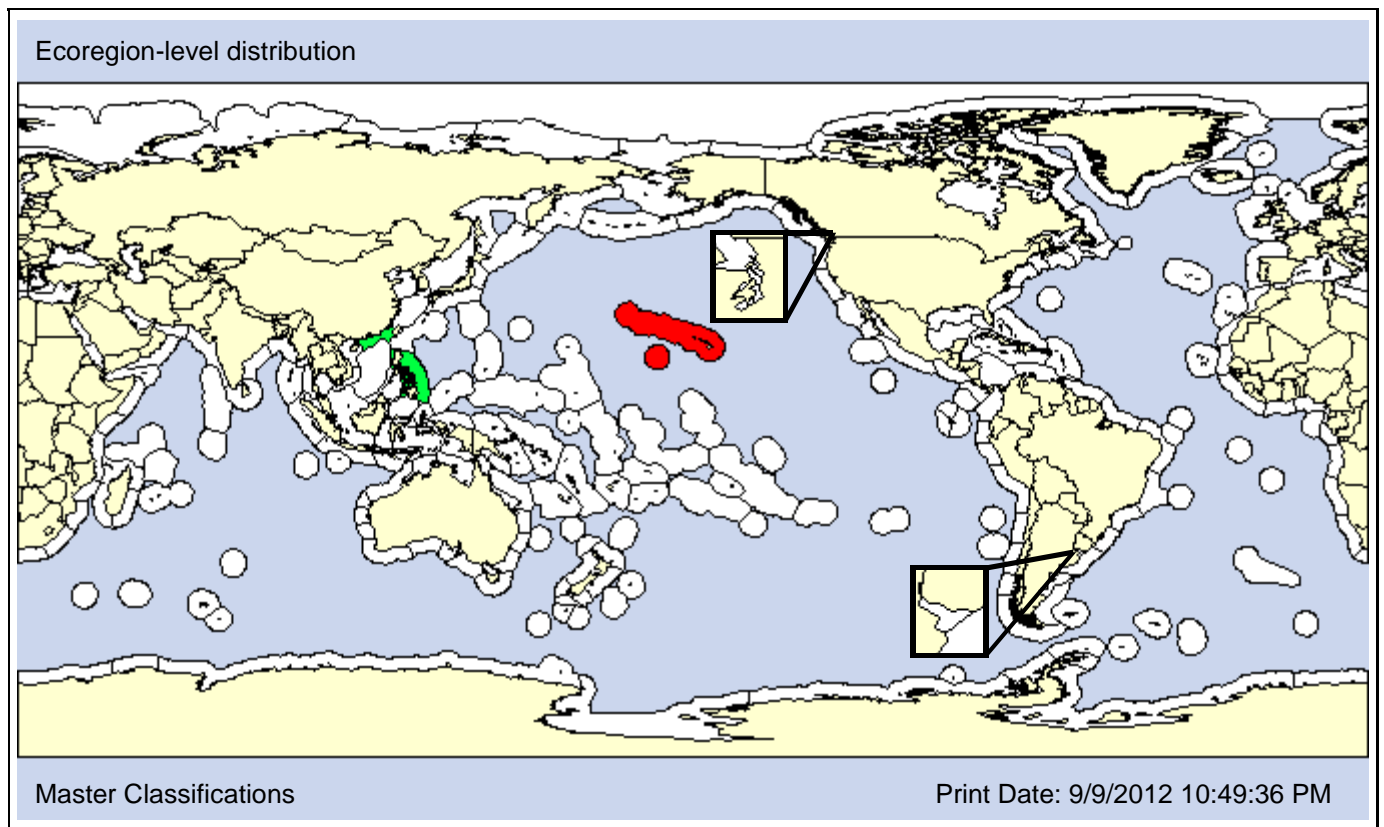 Ecoregion-level distribution
Master Classifications
Print Date: 9/9/2012 10:49:36 PM